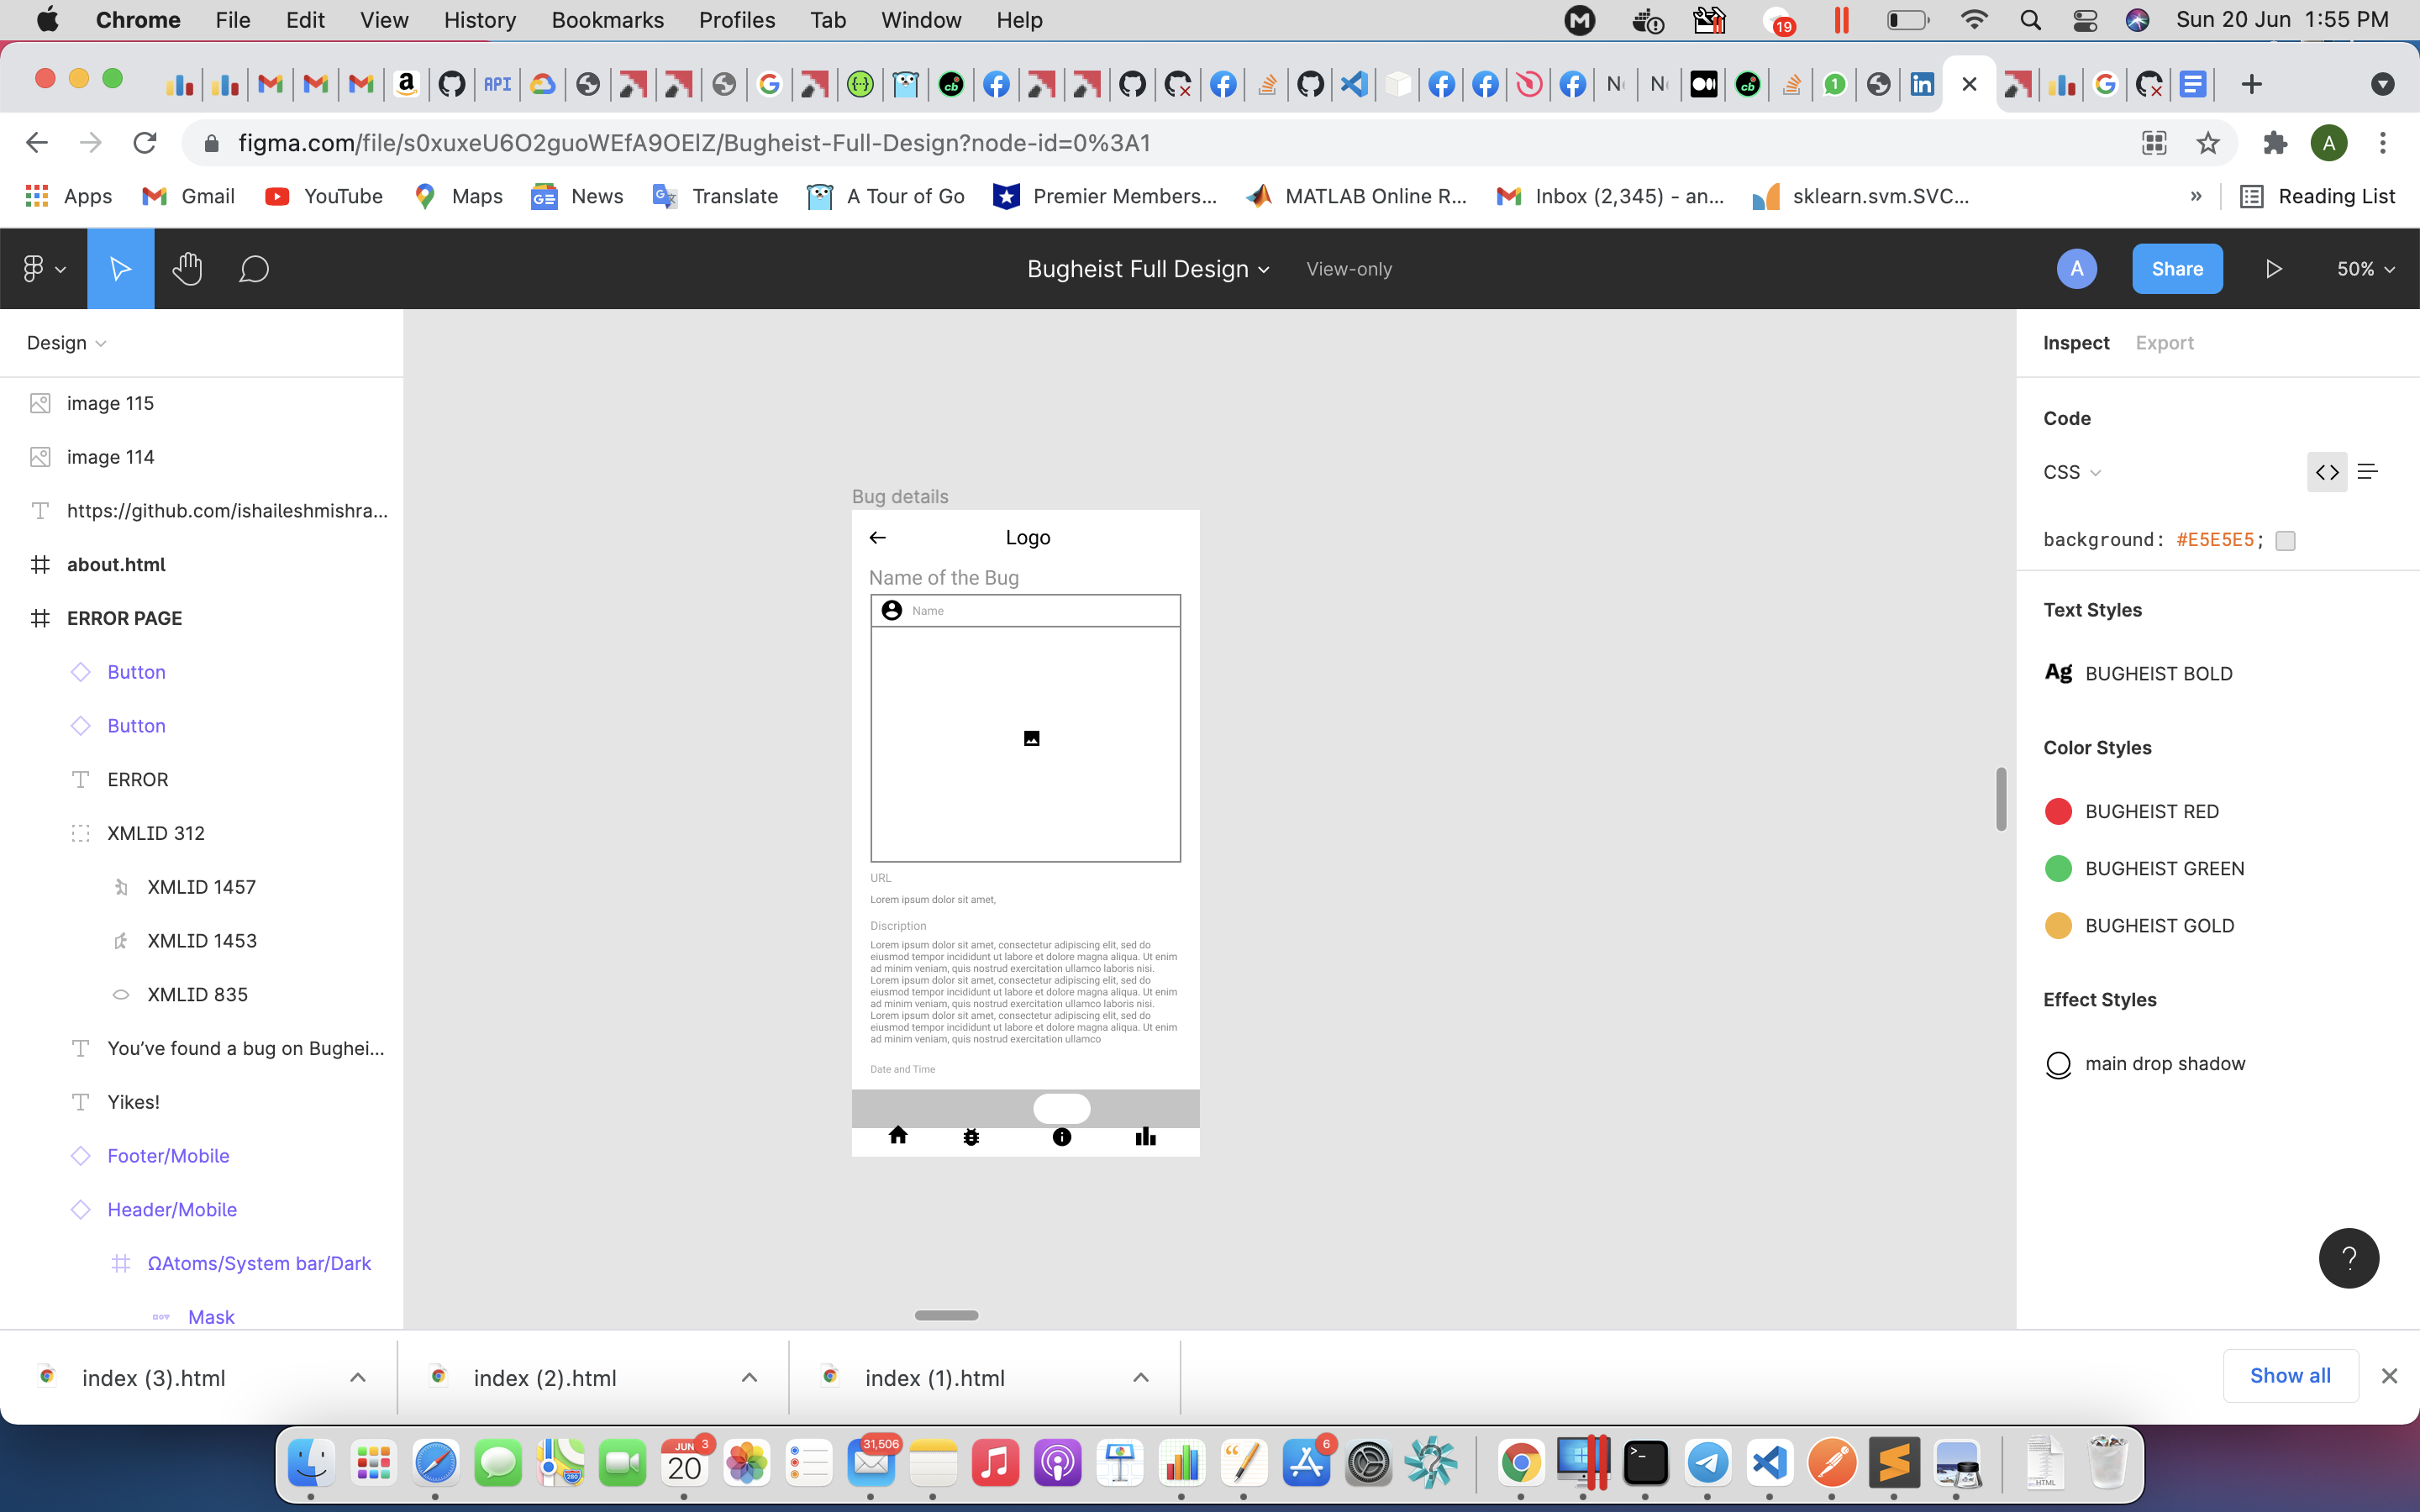 Chrome File Edit View History Bookmarks Profiles Tab Window Help 19 Sun 20 Jun 1:55 PM
a API cb N N cb 1 in
figma.com/file/s0xuxeU6O2guoWEfA9OElZ/Bugheist-Full-Design?node-id=0%3A1 A
Apps Gmail YouTube Maps News Translate A Tour of Go Premier Members... MATLAB Online R... Inbox (2,345) - an... sklearn.svm.SVC... » Reading List
Bugheist Full Design View-only A Share 50%
Design
image 115
image 114
https://github.com/ishaileshmishra...
about.html
ERROR PAGE
Button
Button
ERROR
XMLID 312
XMLID 1457
XMLID 1453
XMLID 835
You’ve found a bug on Bughei...
Yikes!
Footer/Mobile
Header/Mobile
ΩAtoms/System bar/Dark
Mask
Bug details
Logo
Name of the Bug
Name
URL
Lorem ipsum dolor sit amet,
Discription
Lorem ipsum dolor sit amet, consectetur adipiscing elit, sed do
eiusmod tempor incididunt ut labore et dolore magna aliqua. Ut enim
ad minim veniam, quis nostrud exercitation ullamco laboris nisi.
Lorem ipsum dolor sit amet, consectetur adipiscing elit, sed do
eiusmod tempor incididunt ut labore et dolore magna aliqua. Ut enim
ad minim veniam, quis nostrud exercitation ullamco laboris nisi.
Lorem ipsum dolor sit amet, consectetur adipiscing elit, sed do
eiusmod tempor incididunt ut labore et dolore magna aliqua. Ut enim
ad minim veniam, quis nostrud exercitation ullamco
Date and Time
Inspect Export
Code
CSS
background: #E5E5E5;
Text Styles
Ag BUGHEIST BOLD
Color Styles
BUGHEIST RED
BUGHEIST GREEN
BUGHEIST GOLD
Effect Styles
main drop shadow
?
index (3).html index (2).html index (1).html Show all
JUN 20 3 31,506 280 6 HTML